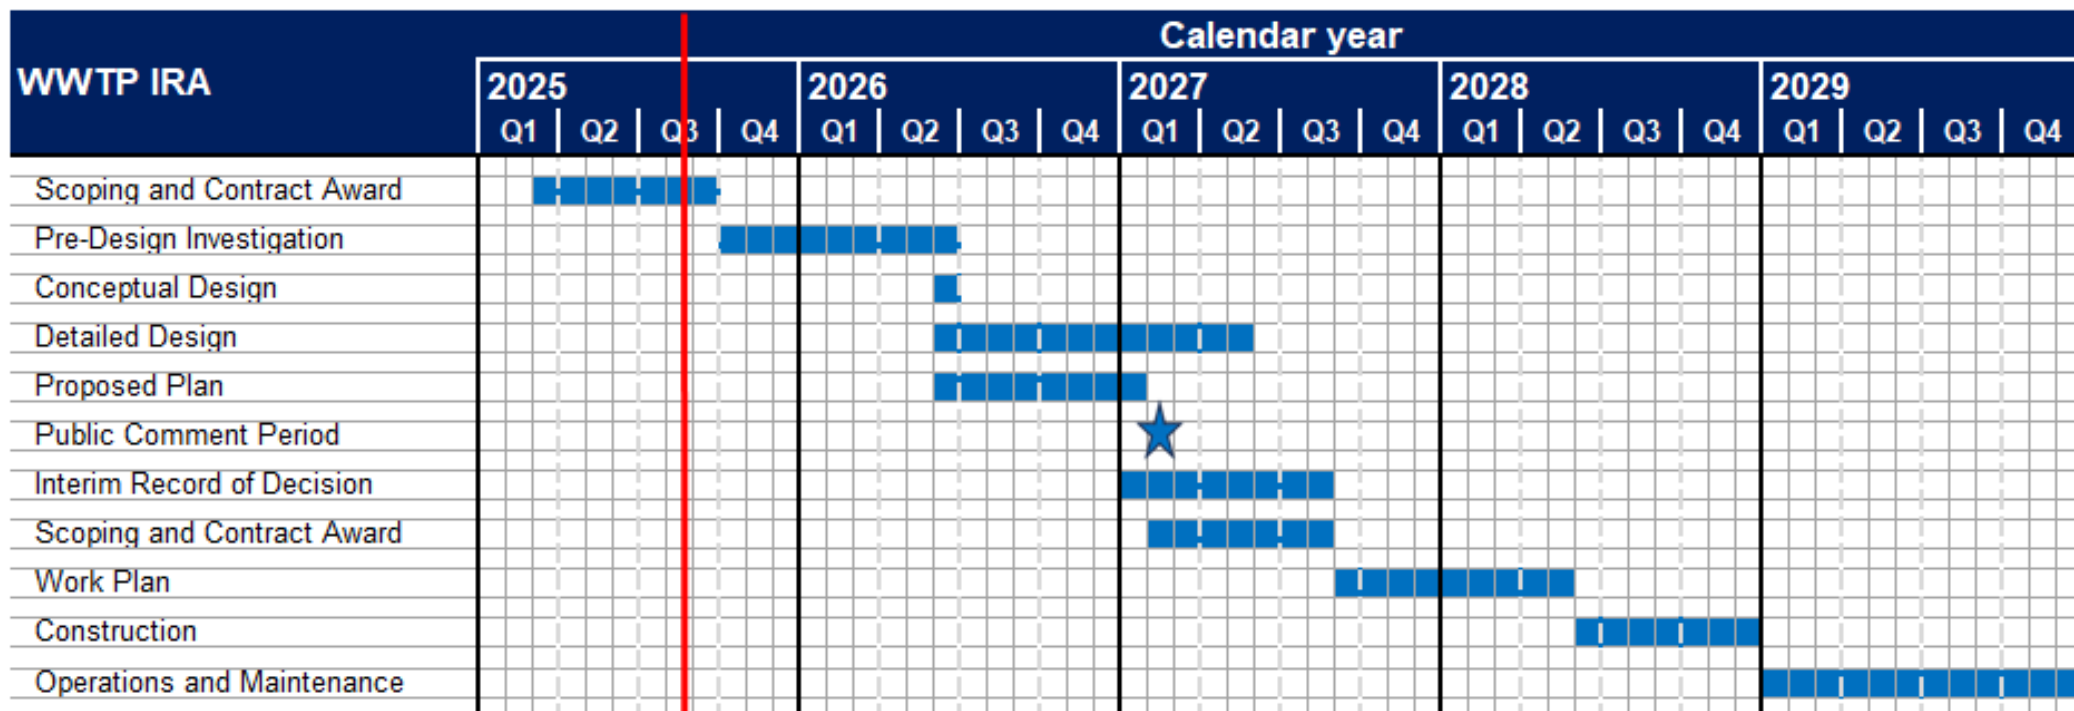 Calendar year
WWTP IRA
2025 2026 2027 2028 2029
Q1 Q2 Q3 Q4 Q1 Q2 Q3 Q4 Q1 Q2 Q3 Q4 Q1 Q2 Q3 Q4 Q1 Q2 Q3 Q4
Scoping and Contract Award
Pre-Design Investigation
Conceptual Design
Detailed Design
Proposed Plan
Public Comment Period
Interim Record of Decision
Scoping and Contract Award
Work Plan
Construction
Operations and Maintenance